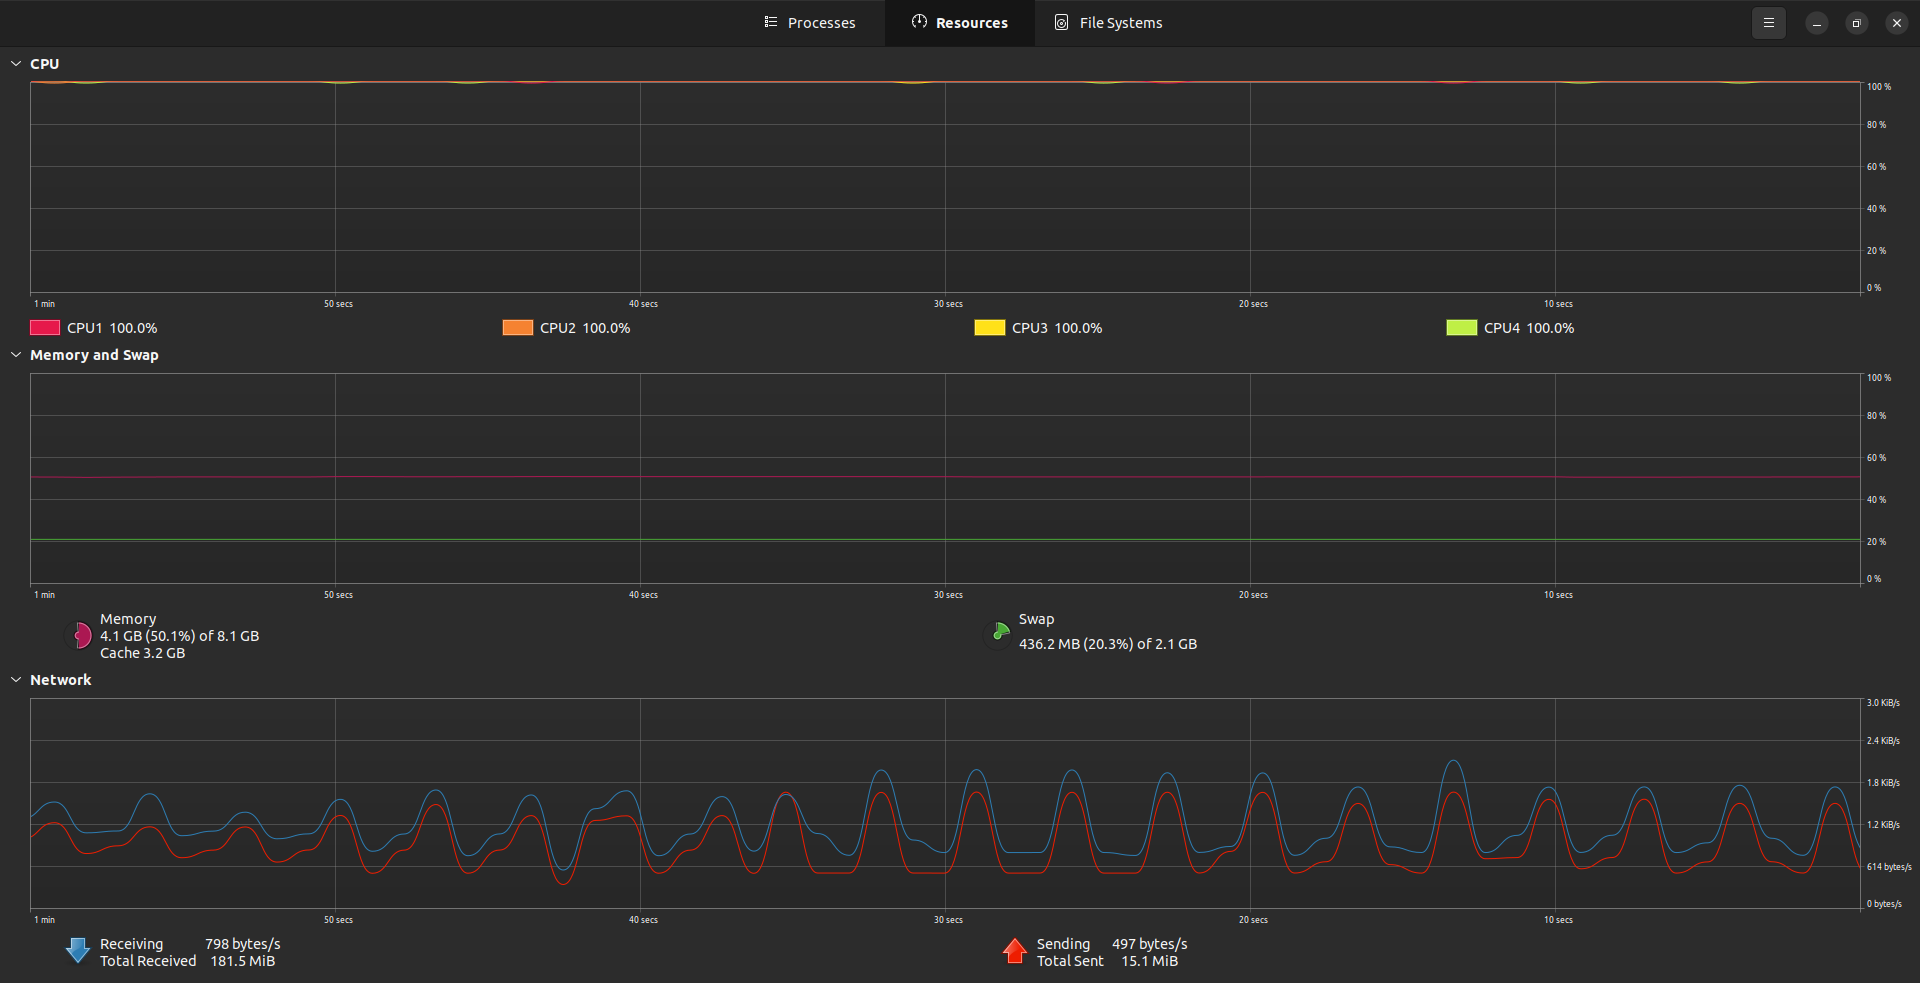 Processes Resources File Systems
CPU
100 %
80 %
60 %
40 %
20 %
0 %
1 min 50 secs 40 secs 30 secs 20 secs 10 secs
CPU1 100.0% CPU2 100.0% CPU3 100.0% CPU4 100.0%
Memory and Swap
100 %
80 %
60 %
40 %
20 %
0 %
1 min 50 secs 40 secs 30 secs 20 secs 10 secs
Memory
4.1 GB (50.1%) of 8.1 GB
Cache 3.2 GB
Swap
436.2 MB (20.3%) of 2.1 GB
Network
3.0 KiB/s
2.4 KiB/s
1.8 KiB/s
1.2 KiB/s
614 bytes/s
0 bytes/s
1 min 50 secs 40 secs 30 secs 20 secs 10 secs
Receiving 798 bytes/s
Total Received 181.5 MiB
Sending 497 bytes/s
Total Sent 15.1 MiB